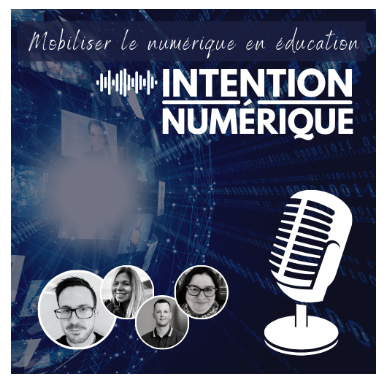 Mobiliser le numérique en éducation
INTENTION
NUMÉRIQUE